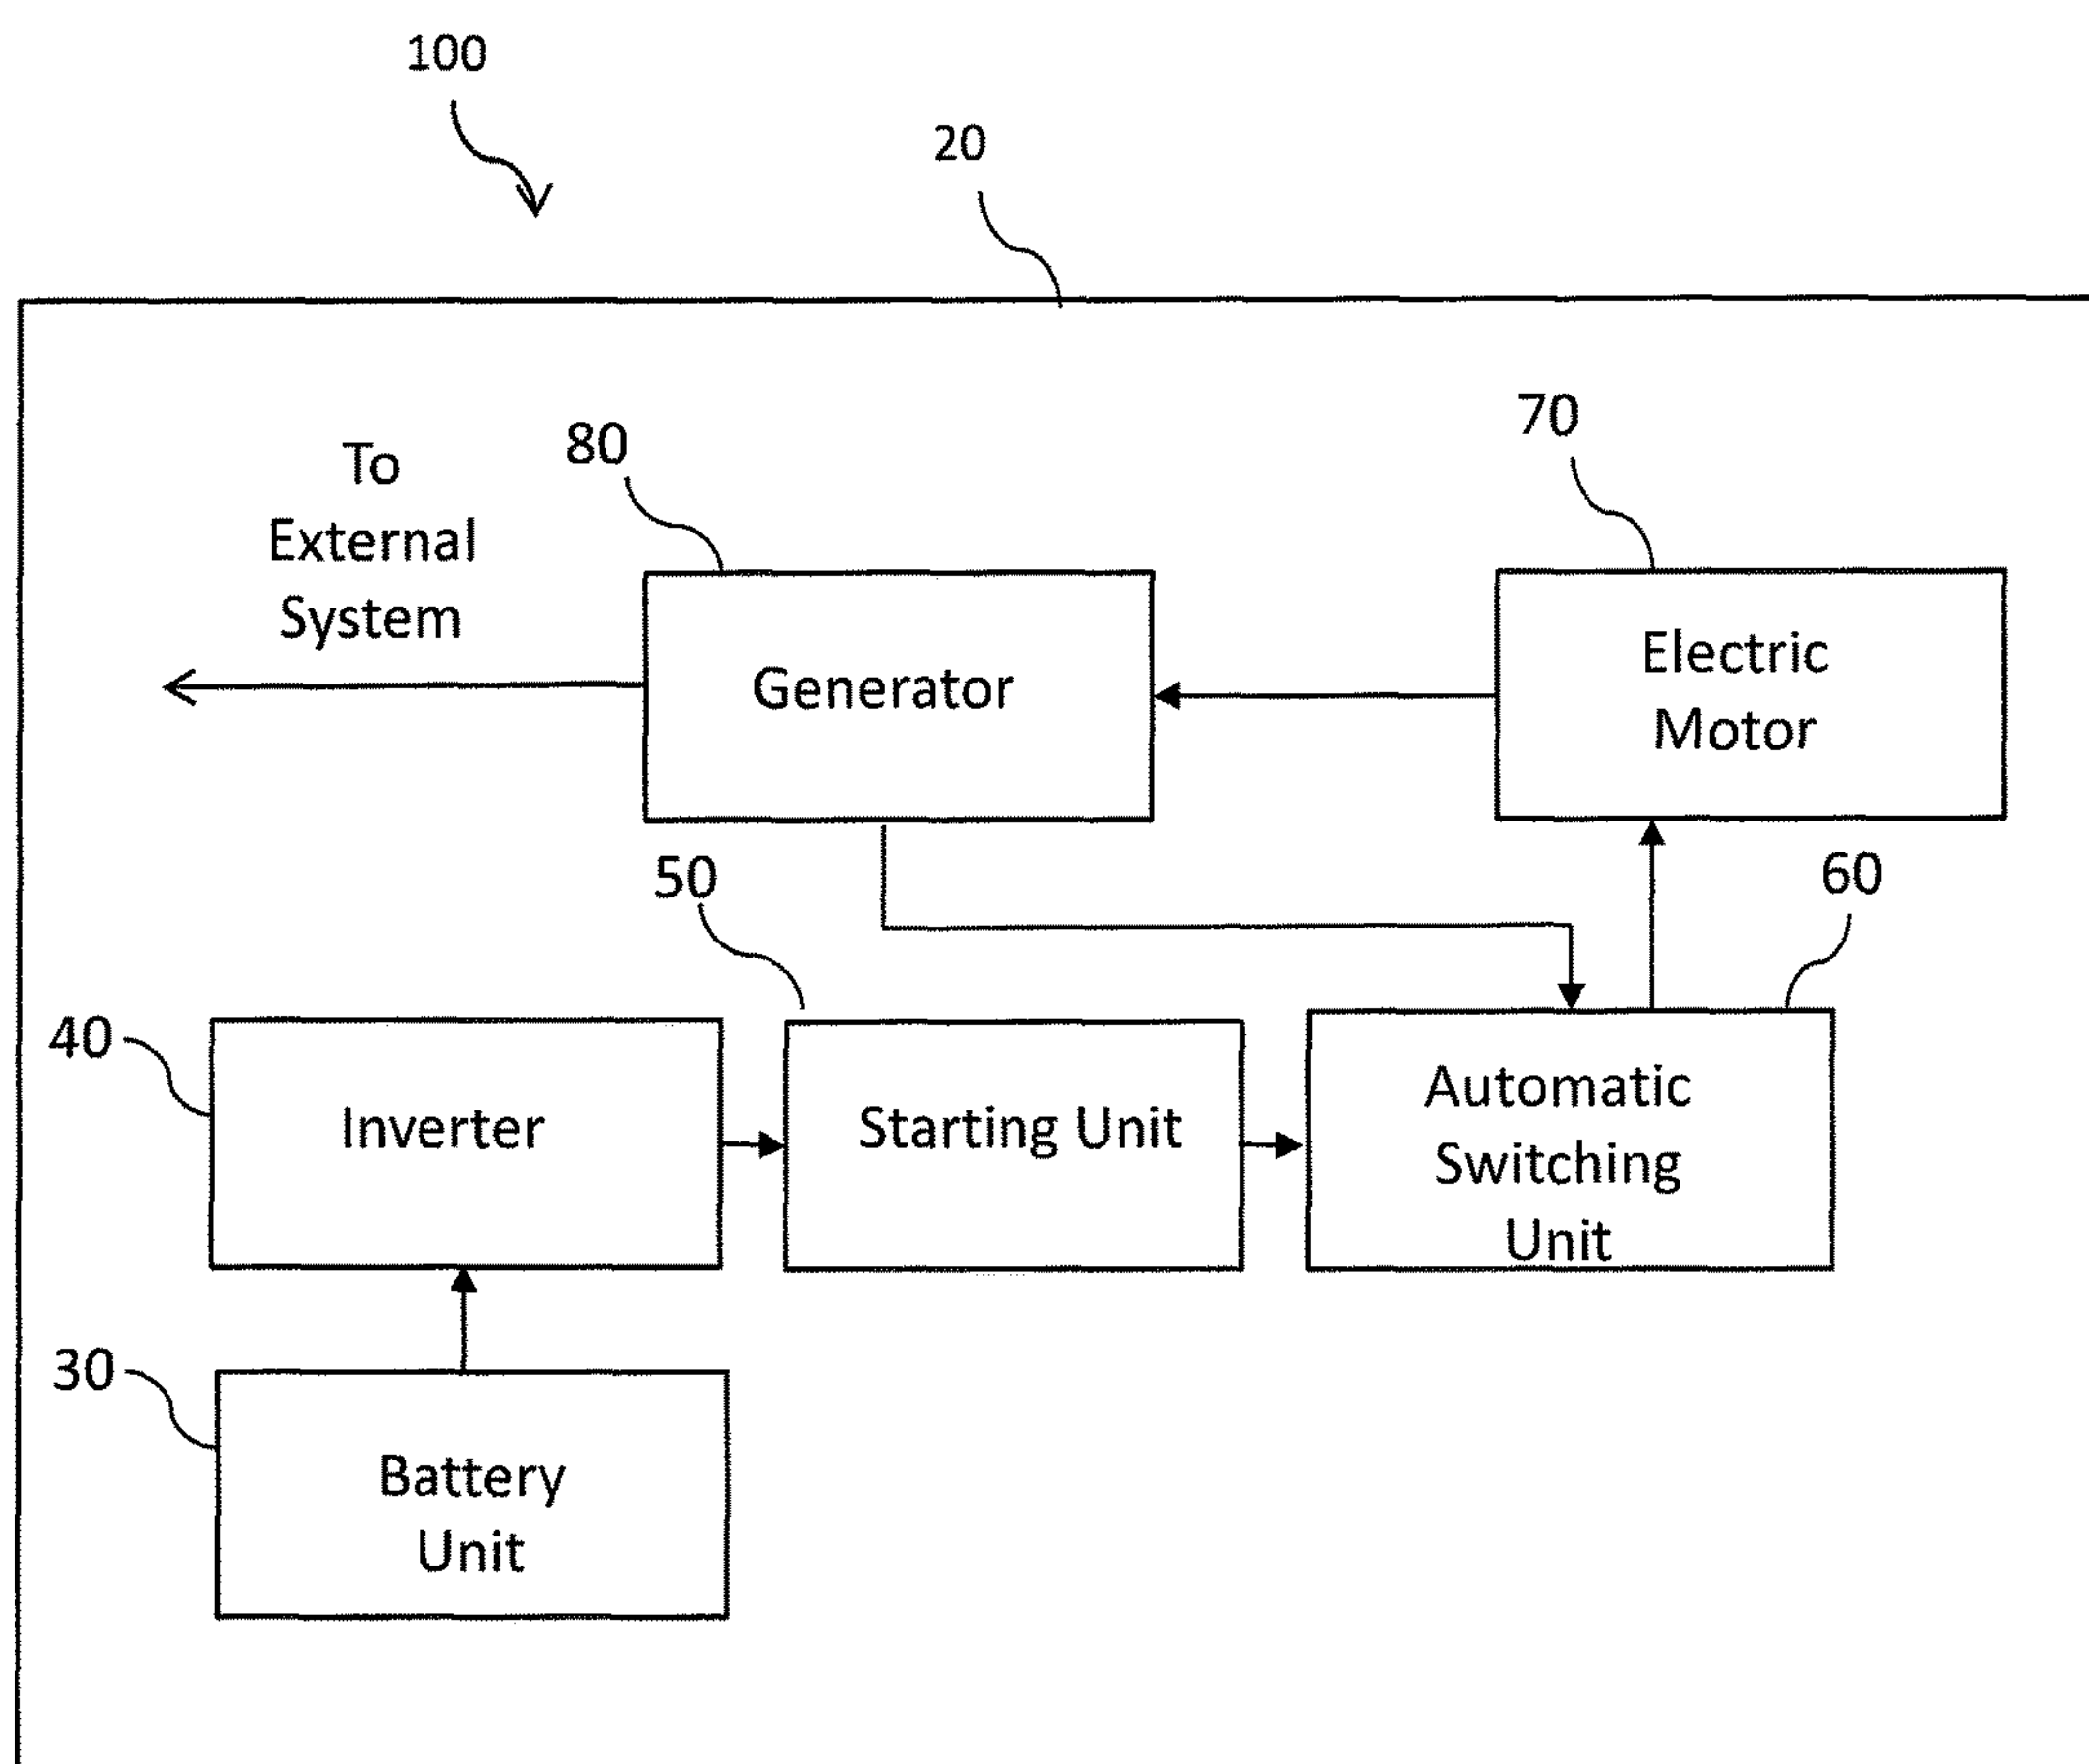 100
20
70
80
To
External
System
Generator
Electric
Motor
50
60
40
Inverter
Starting Unit
Automatic
Switching
Unit
30
Battery
Unit